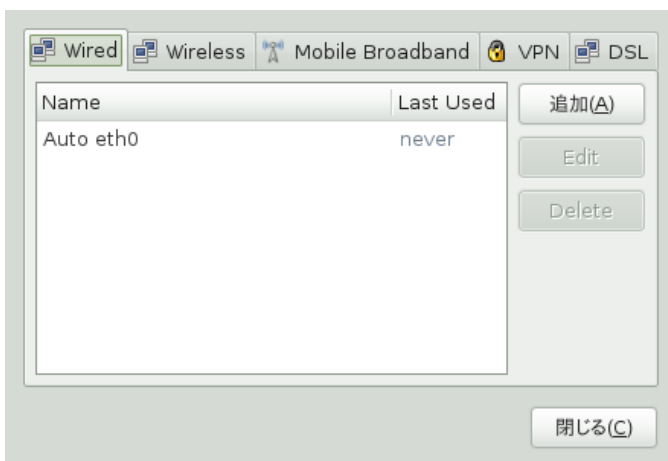 Wired Wireless Mobile Broadband VPN DSL
Name Last Used 追加(A)
Auto eth0 never
Edit
Delete
閉じる(C)